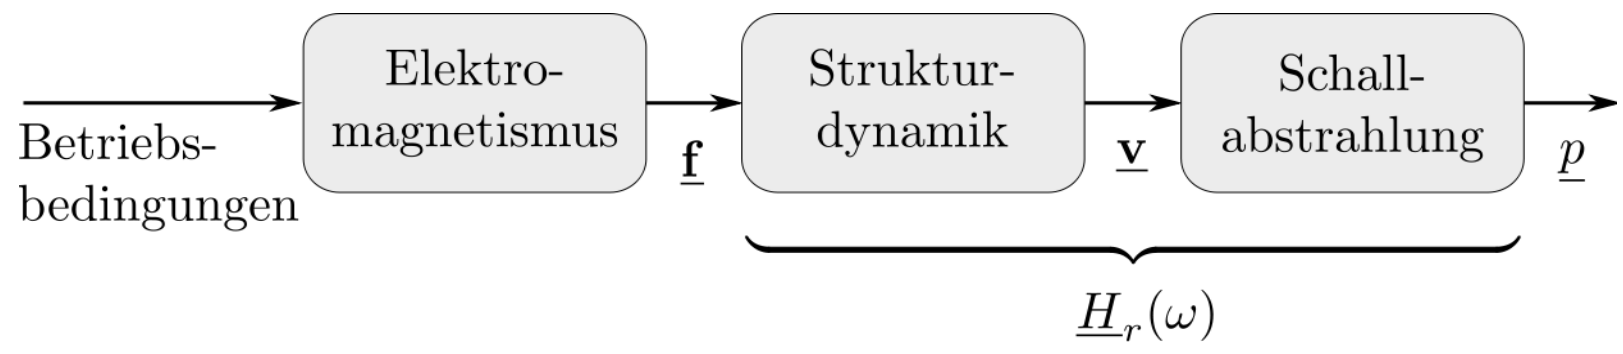 Betriebs-
bedingungen
Elektro-
magnetismus
f
Struktur-
dynamik
v
Schall-
abstrahlung
p
H_r(ω)